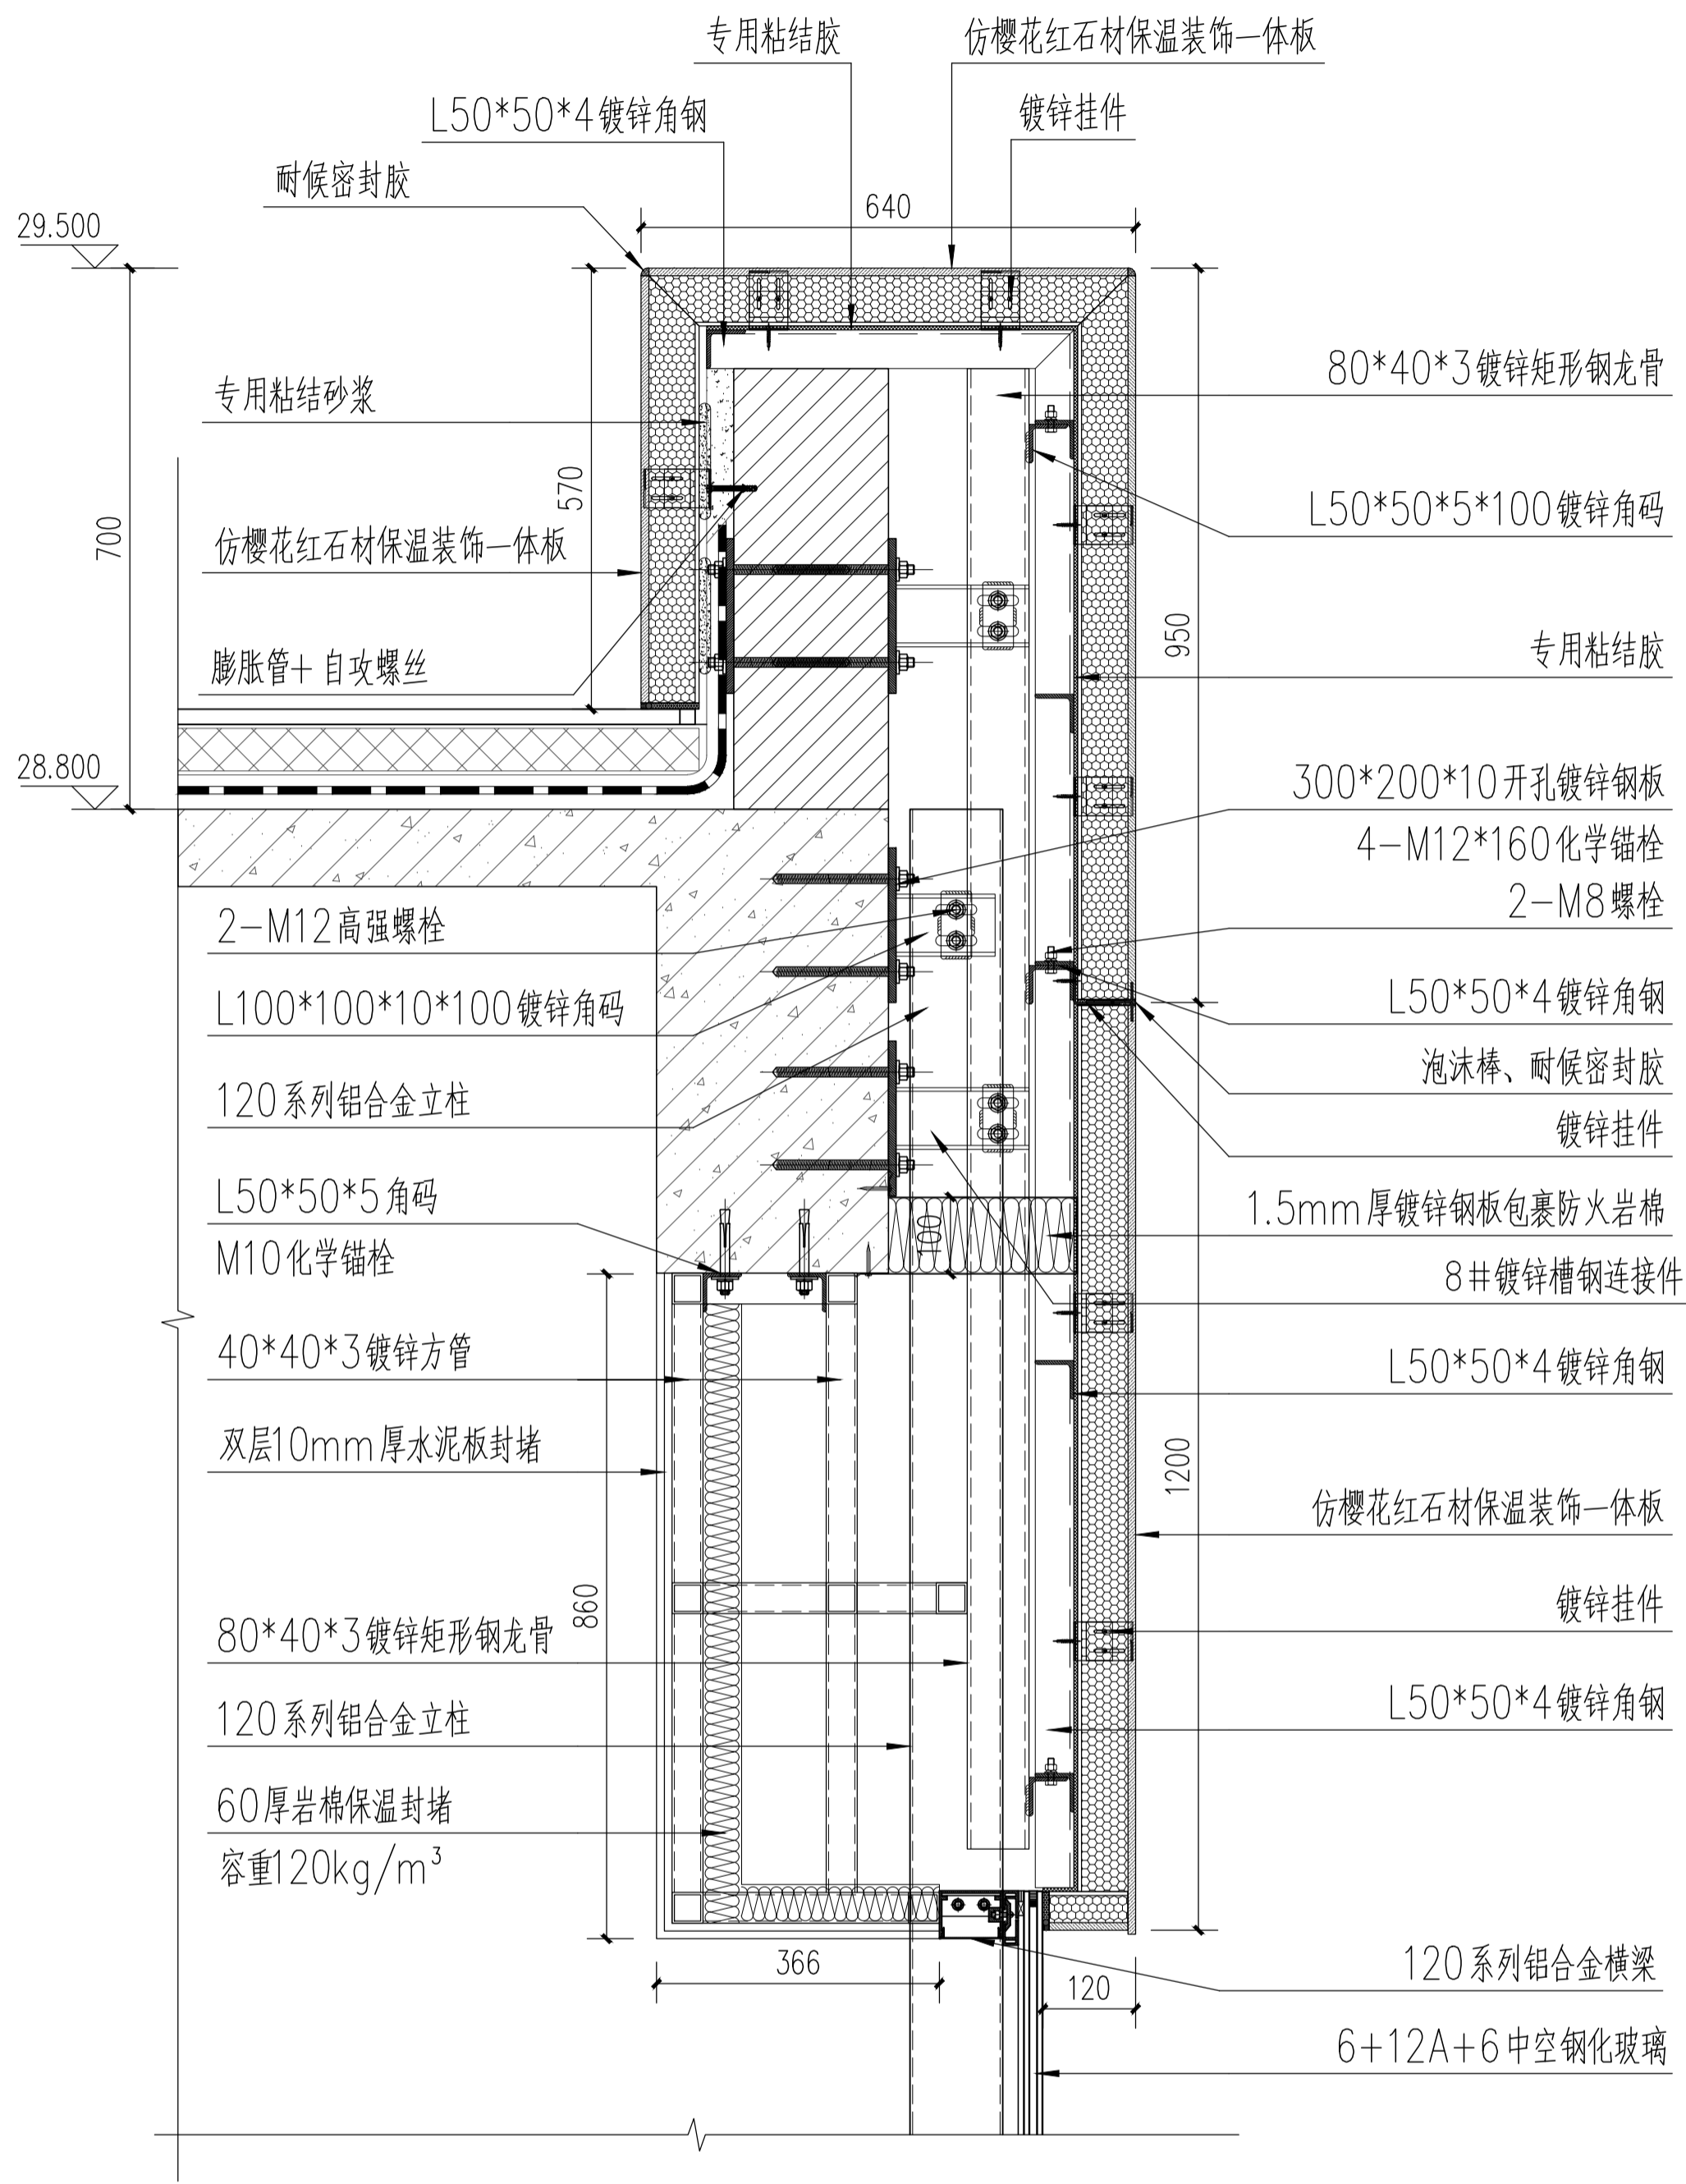 专用粘结胶
仿樱花红石材保温装饰一体板
L50*50*4镀锌角钢
镀锌挂件
耐候密封胶
640
29.500
专用粘结砂浆
570
700
仿樱花红石材保温装饰一体板
膨胀管+自攻螺丝
28.800
80*40*3镀锌矩形钢龙骨
L50*50*5*100镀锌角码
950
专用粘结胶
300*200*10开孔镀锌钢板
4-M12*160化学锚栓
2-M8螺栓
L50*50*4镀锌角钢
泡沫棒、耐候密封胶
镀锌挂件
1.5mm厚镀锌钢板包裹防火岩棉
100
8#镀锌槽钢连接件
L50*50*4镀锌角钢
1200
仿樱花红石材保温装饰一体板
镀锌挂件
L50*50*4镀锌角钢
2-M12高强螺栓
L100*100*10*100镀锌角码
120系列铝合金立柱
L50*50*5角码
M10化学锚栓
40*40*3镀锌方管
双层10mm厚水泥板封堵
860
80*40*3镀锌矩形钢龙骨
120系列铝合金立柱
60厚岩棉保温封堵
容重120kg/m³
366
120
120系列铝合金横梁
6+12A+6中空钢化玻璃